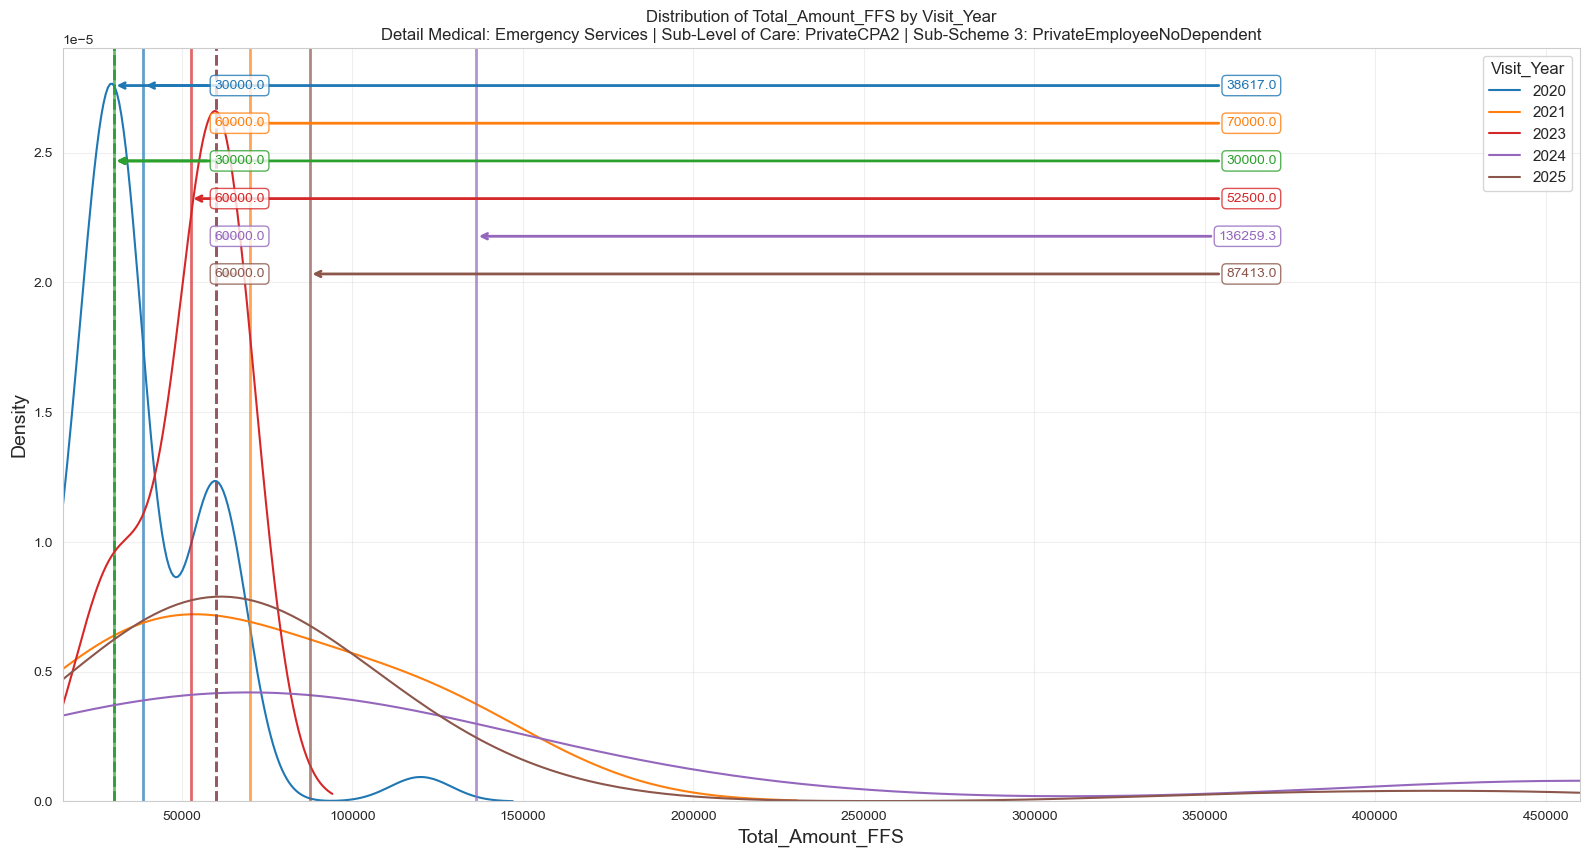 Distribution of Total_Amount_FFS by Visit_Year
Detail Medical: Emergency Services | Sub-Level of Care: PrivateCPA2 | Sub-Scheme 3: PrivateEmployeeNoDependent
1e−5
Visit_Year
2020
2021
2023
2024
2025
30000.0 38617.0
60000.0 70000.0
30000.0 30000.0
60000.0 52500.0
60000.0 136259.3
60000.0 87413.0
Density
2.5
2.0
1.5
1.0
0.5
0.0
50000 100000 150000 200000 250000 300000 350000 400000 450000
Total_Amount_FFS